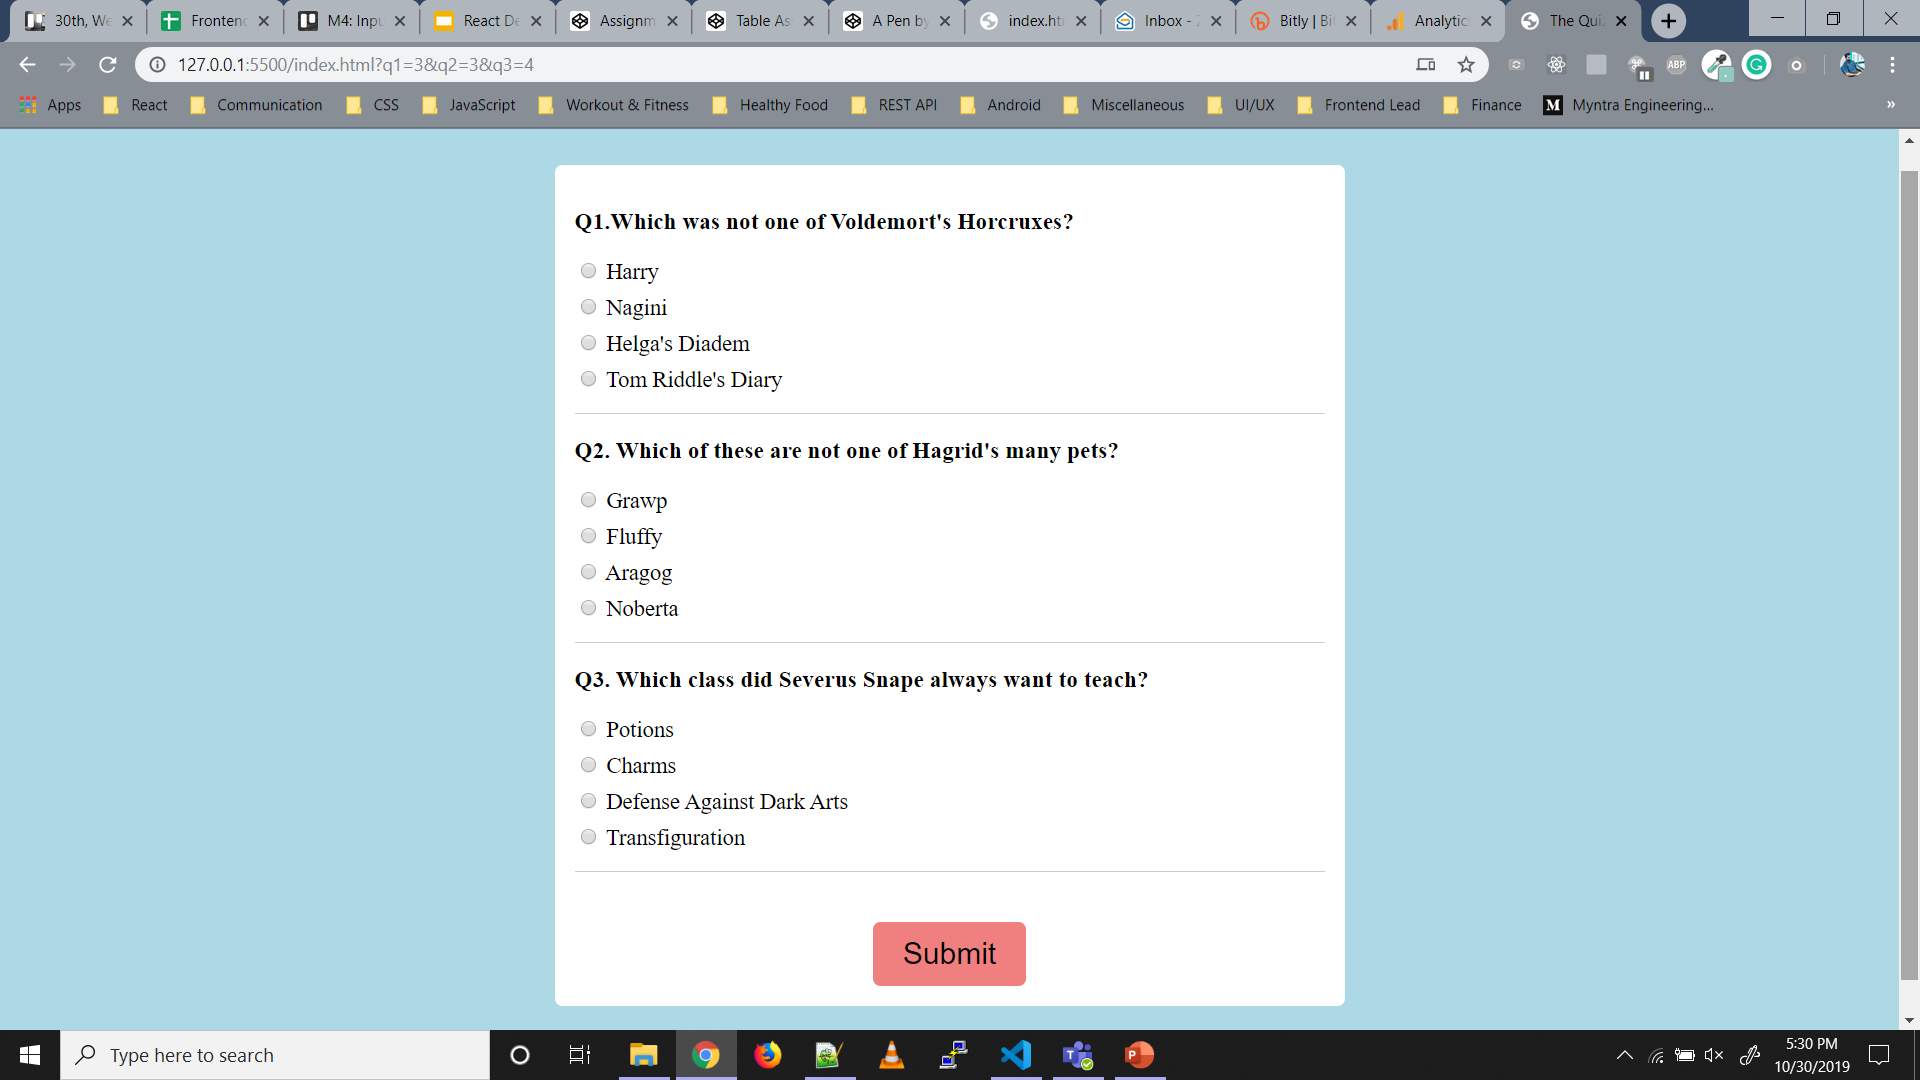 30th, We
Frontend
M4: Inpu
React De
Assignm
Table As
A Pen by
index.ht
Inbox - 2
Bitly | Bi
Analytic
The Qui
127.0.0.1:5500/index.html?q1=3&q2=3&q3=4
ABP
Apps
React
Communication
CSS
JavaScript
Workout & Fitness
Healthy Food
REST API
Android
Miscellaneous
UI/UX
Frontend Lead
Finance
M Myntra Engineering...
»
Q1.Which was not one of Voldemort's Horcruxes?
Harry
Nagini
Helga's Diadem
Tom Riddle's Diary
Q2. Which of these are not one of Hagrid's many pets?
Grawp
Fluffy
Aragog
Noberta
Q3. Which class did Severus Snape always want to teach?
Potions
Charms
Defense Against Dark Arts
Transfiguration
Submit
Type here to search
5:30 PM
10/30/2019